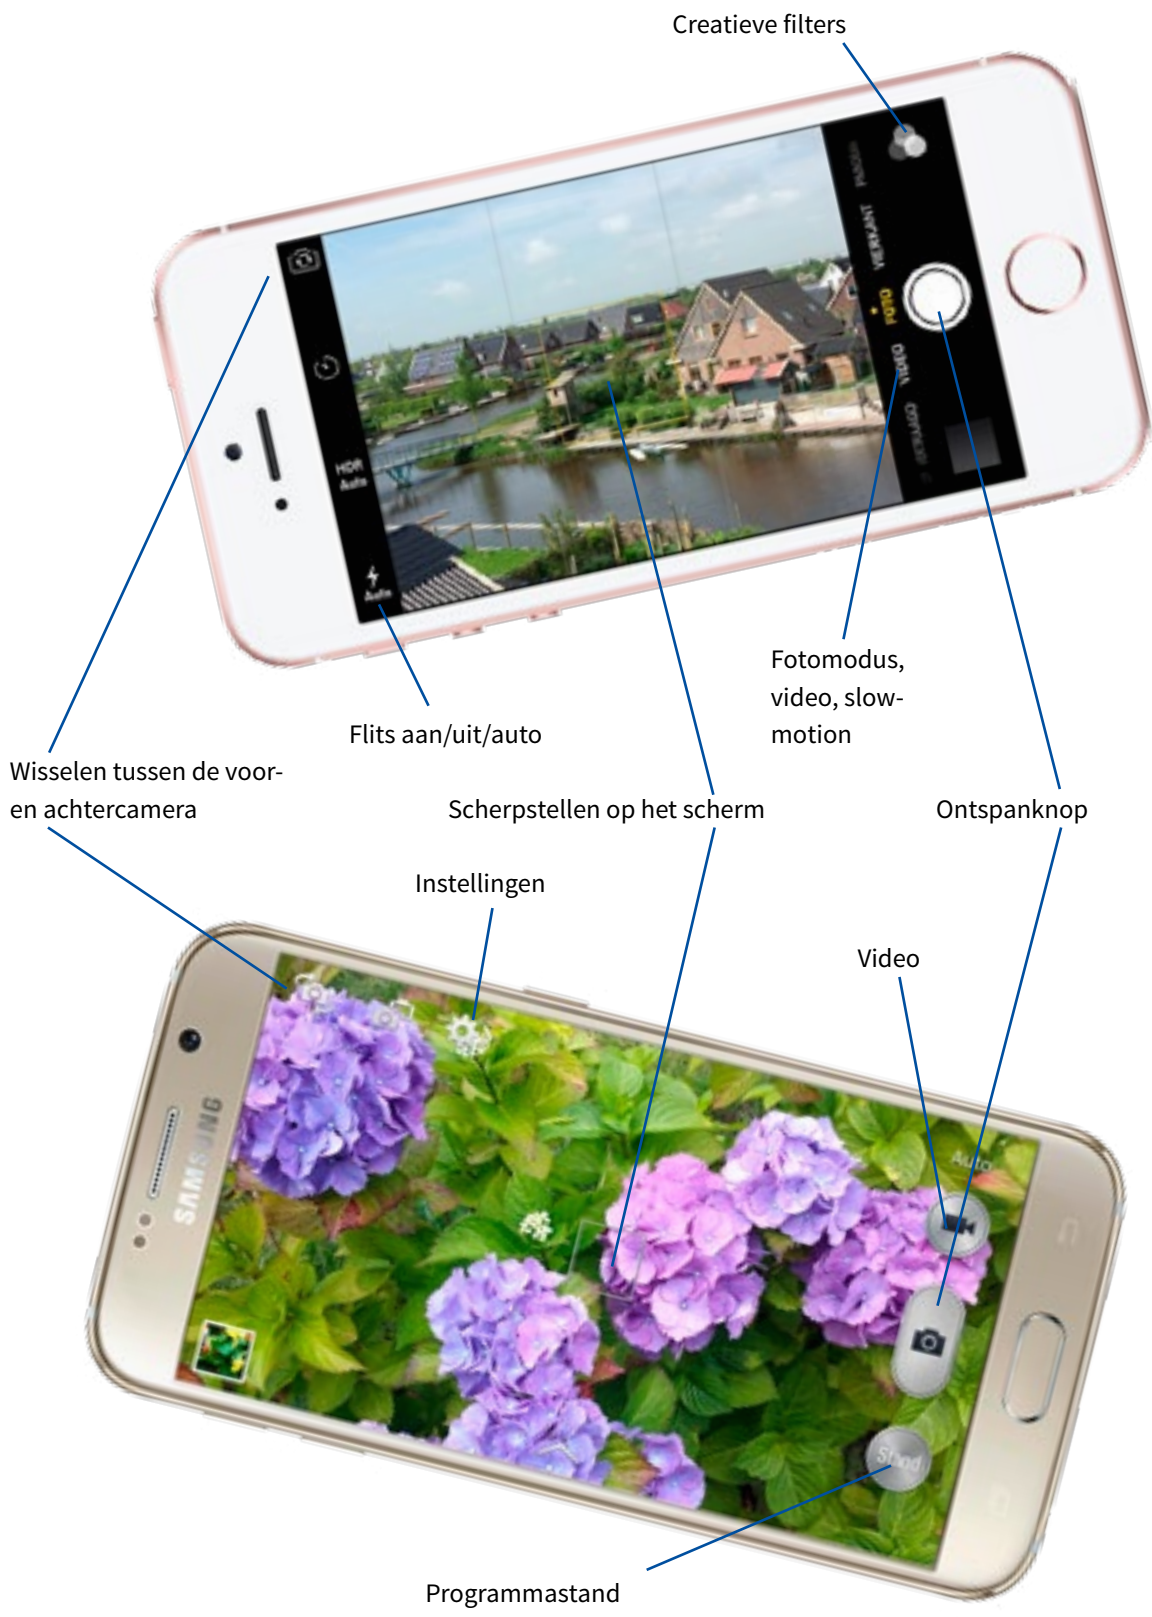 Creatieve filters
VIERKANT
FOTO
VIDEO
HDR
Auto
Auto
Fotomodus,
video, slow-
motion
Flits aan/uit/auto
Wisselen tussen de voor-
en achtercamera
Scherpstellen op het scherm
Ontspanknop
Instellingen
Video
SAMSUNG
Auto
Stand
Programmastand